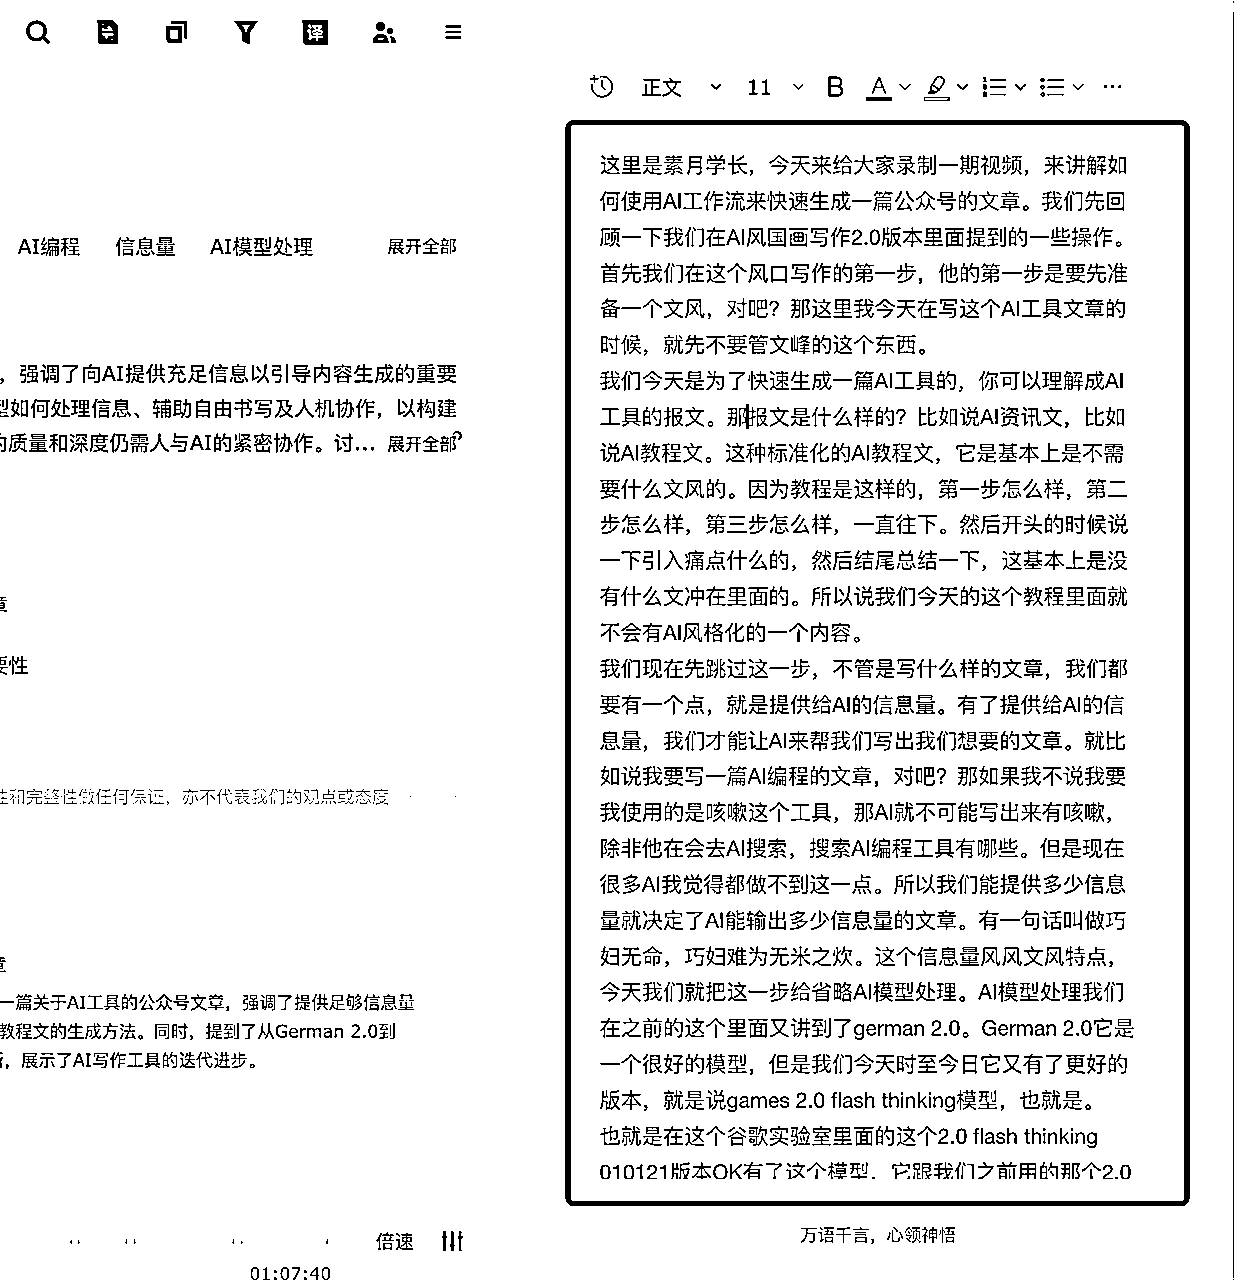 译
AI编程 信息量 AI模型处理 展开全部
，强调了向AI提供充足信息以引导内容生成的重要
型如何处理信息、辅助自由书写及人机协作，以构建
的质量和深度仍需人与AI的紧密协作。讨... 展开全部
章
要性
性和完整性做任何保证，亦不代表我们的观点或态度
章
一篇关于AI工具的公众号文章，强调了提供足够信息量
教程文的生成方法。同时，提到了从German 2.0到
，展示了AI写作工具的迭代进步。
倍速
01:07:40
正文 11 B A ...
这里是素月学长，今天来给大家录制一期视频，来讲解如
何使用AI工作流来快速生成一篇公众号的文章。我们先回
顾一下我们在AI风国画写作2.0版本里面提到的一些操作。
首先我们在这个风口写作的第一步，他的第一步是要先准
备一个文风，对吧？那这里我今天在写这个AI工具文章的
时候，就先不要管文峰的这个东西。
我们今天是为了快速生成一篇AI工具的，你可以理解成AI
工具的报文。那报文是什么样的？比如说AI资讯文，比如
说AI教程文。这种标准化的AI教程文，它是基本上是不需
要什么文风的。因为教程是这样的，第一步怎么样，第二
步怎么样，第三步怎么样，一直往下。然后开头的时候说
一下引入痛点什么的，然后结尾总结一下，这基本上是没
有什么文冲在里面的。所以说我们今天的这个教程里面就
不会有AI风格化的一个内容。
我们现在先跳过这一步，不管是写什么样的文章，我们都
要有一个点，就是提供给AI的信息量。有了提供给AI的信
息量，我们才能让AI来帮我们写出我们想要的文章。就比
如说我要写一篇AI编程的文章，对吧？那如果我不说我要
我使用的是咳嗽这个工具，那AI就不可能写出来有咳嗽，
除非他在会去AI搜索，搜索AI编程工具有哪些。但是现在
很多AI我觉得都做不到这一点。所以我们能提供多少信息
量就决定了AI能输出多少信息量的文章。有一句话叫做巧
妇无命，巧妇难为无米之炊。这个信息量风风文风特点，
今天我们就把这一步给省略AI模型处理。AI模型处理我们
在之前的这个里面又讲到了german 2.0。German 2.0它是
一个很好的模型，但是我们今天时至今日它又有了更好的
版本，就是说games 2.0 flash thinking模型，也就是。
也就是在这个谷歌实验室里面的这个2.0 flash thinking
010121版本OK有了这个模型，它跟我们之前用的那个2.0
万语千言，心领神悟